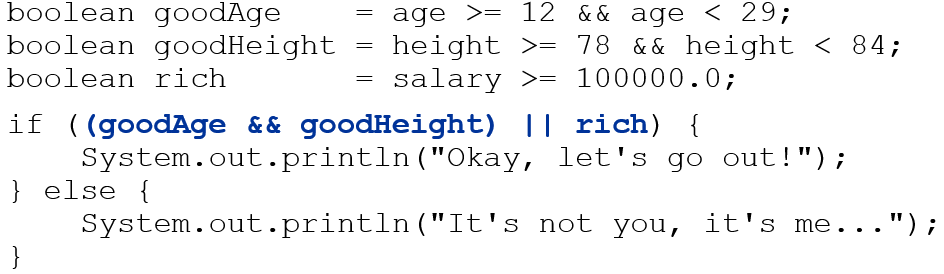 boolean goodAge    = age >= 12 && age < 29;
boolean goodHeight = height >= 78 && height < 84;
boolean rich       = salary >= 100000.0;
if ((goodAge && goodHeight) || rich) {
    System.out.println("Okay, let's go out!");
} else {
    System.out.println("It's not you, it's me...");
}